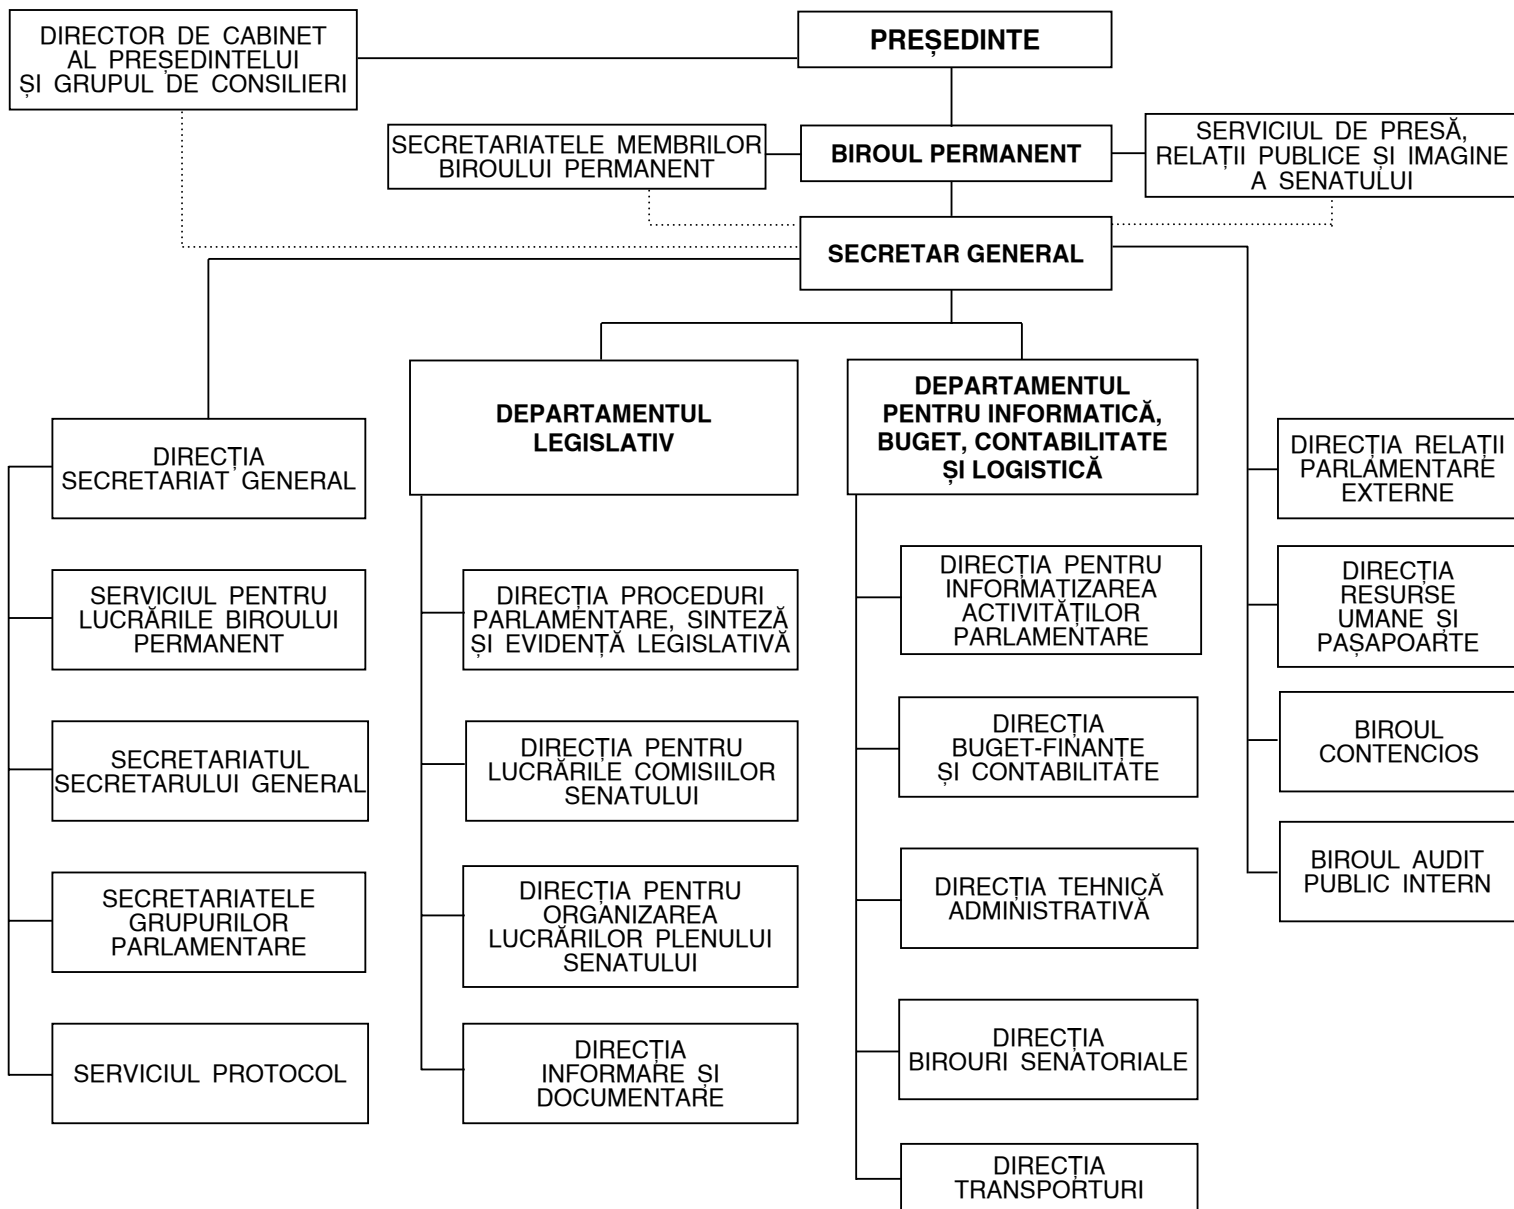 DIRECTOR DE CABINET
AL PREȘEDINTELUI
ȘI GRUPUL DE CONSILIERI
PREȘEDINTE
SECRETARIATELE MEMBRILOR
BIROULUI PERMANENT
BIROUL PERMANENT
SERVICIUL DE PRESĂ,
RELAȚII PUBLICE ȘI IMAGINE
A SENATULUI
SECRETAR GENERAL
DIRECȚIA
SECRETARIAT GENERAL
SERVICIUL PENTRU
LUCRĂRILE BIROULUI
PERMANENT
SECRETARIATUL
SECRETARULUI GENERAL
SECRETARIATELE
GRUPURILOR
PARLAMENTARE
SERVICIUL PROTOCOL
DEPARTAMENTUL
LEGISLATIV
DIRECȚIA PROCEDURI
PARLAMENTARE, SINTEZĂ
ȘI EVIDENȚĂ LEGISLATIVĂ
DIRECȚIA PENTRU
LUCRĂRILE COMISIILOR
SENATULUI
DIRECȚIA PENTRU
ORGANIZAREA
LUCRĂRILOR PLENULUI
SENATULUI
DIRECȚIA
INFORMARE ȘI
DOCUMENTARE
DEPARTAMENTUL
PENTRU INFORMATICĂ,
BUGET, CONTABILITATE
ȘI LOGISTICĂ
DIRECȚIA PENTRU
INFORMATIZAREA
ACTIVITĂȚILOR
PARLAMENTARE
DIRECȚIA
BUGET-FINANȚE
ȘI CONTABILITATE
DIRECȚIA TEHNICĂ
ADMINISTRATIVĂ
DIRECȚIA
BIROURI SENATORIALE
DIRECȚIA
TRANSPORTURI
DIRECȚIA RELAȚII
PARLAMENTARE
EXTERNE
DIRECȚIA
RESURSE
UMANE ȘI
PAȘAPOARTE
BIROUL
CONTENCIOS
BIROUL AUDIT
PUBLIC INTERN